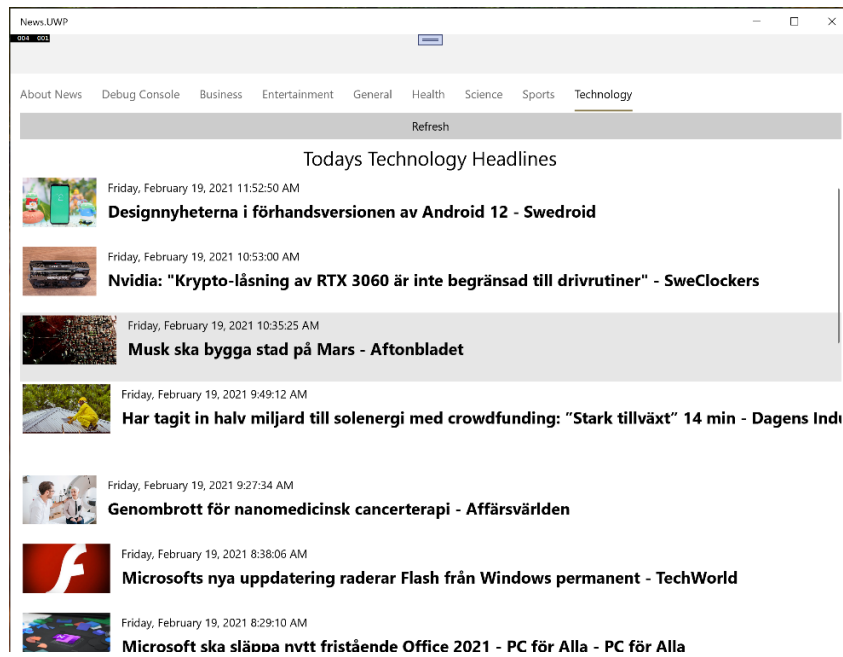 News.UWP
004 001
About News Debug Console Business Entertainment General Health Science Sports Technology
Refresh
Todays Technology Headlines
Friday, February 19, 2021 11:52:50 AM
Designnyheterna i förhandsversionen av Android 12 - Swedroid
Friday, February 19, 2021 10:53:00 AM
Nvidia: "Krypto-låsning av RTX 3060 är inte begränsad till drivrutiner" - SweClockers
Friday, February 19, 2021 10:35:25 AM
Musk ska bygga stad på Mars - Aftonbladet
Friday, February 19, 2021 9:49:12 AM
Har tagit in halv miljard till solenergi med crowdfunding: ”Stark tillväxt” 14 min - Dagens Indu
Friday, February 19, 2021 9:27:34 AM
Genombrott för nanomedicinsk cancerterapi - Affärsvärlden
Friday, February 19, 2021 8:38:06 AM
Microsofts nya uppdatering raderar Flash från Windows permanent - TechWorld
Friday, February 19, 2021 8:29:10 AM
Microsoft ska släppa nytt fristående Office 2021 - PC för Alla - PC för Alla